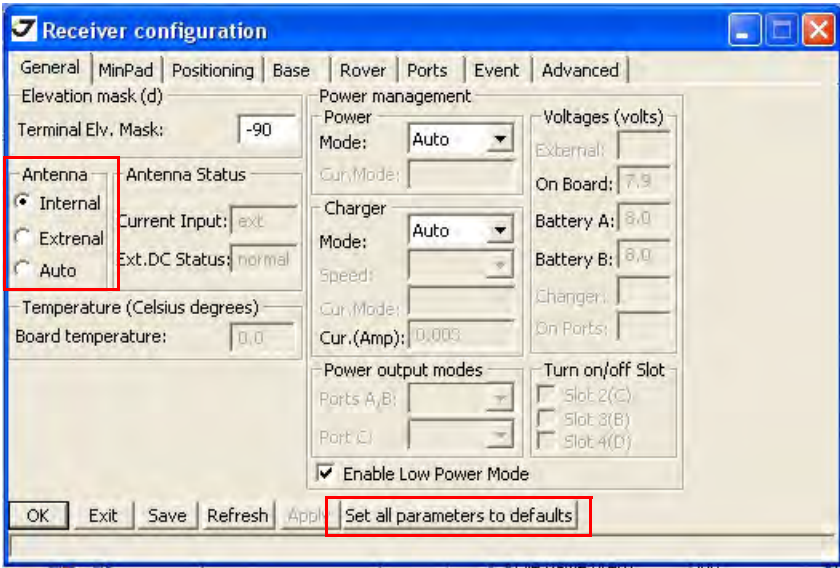 Receiver configuration
General MinPad Positioning Base Rover Ports Event Advanced
Elevation mask (d)
Terminal Elv. Mask: -90
Antenna
Internal
Extrenal
Auto
Antenna Status
Current Input: ext
Ext.DC Status: normal
Temperature (Celsius degrees)
Board temperature: 0.0
Power management
Power
Mode: Auto
Cur.Mode:
Charger
Mode: Auto
Speed:
Cur.Mode:
Cur.(Amp): 0.003
Power output modes
Ports A,B:
Port C:
Enable Low Power Mode
Voltages (volts)
External:
On Board: 7.9
Battery A: 8.0
Battery B: 8.0
Changer:
On Ports:
Turn on/off Slot
Slot 2(C)
Slot 3(B)
Slot 4(D)
OK Exit Save Refresh Apply Set all parameters to defaults